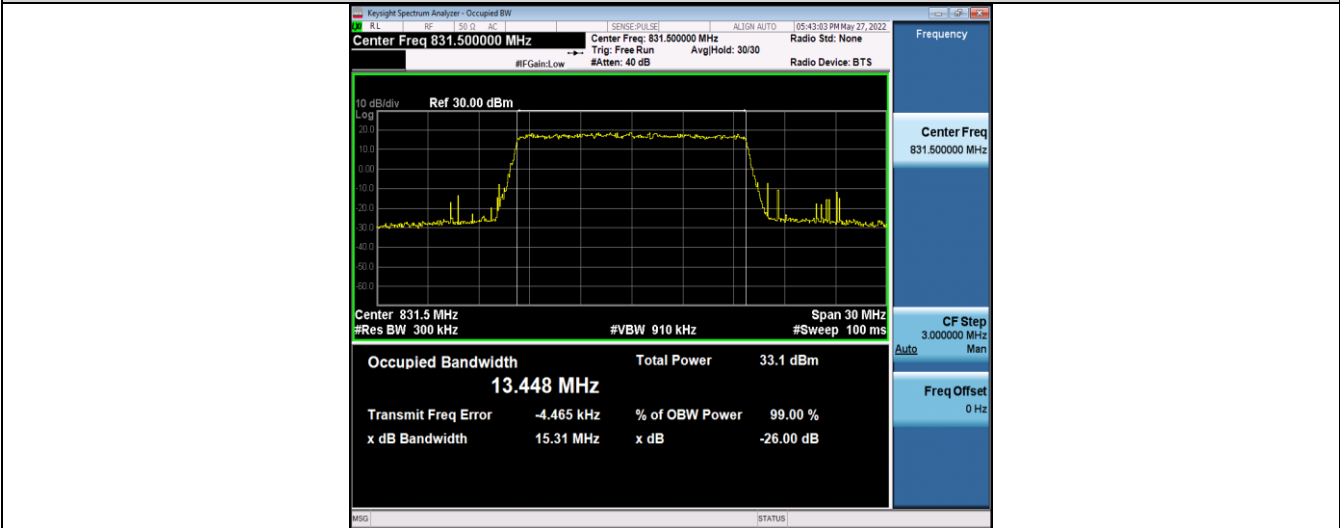 Keysight Spectrum Analyzer - Occupied BW
RL RF 50 Ω AC SENSE:PULSE ALIGN AUTO 05:43:03 PM May 27, 2022
Center Freq 831.500000 MHz
Center Freq: 831.500000 MHz Radio Std: None
Trig: Free Run Avg|Hold: 30/30
#IFGain:Low #Atten: 40 dB Radio Device: BTS
10 dB/div Ref 30.00 dBm
Log
20.0
10.0
0.00
-10.0
-20.0
-30.0
-40.0
-50.0
-60.0
Center 831.5 MHz Span 30 MHz
#Res BW 300 kHz #VBW 910 kHz #Sweep 100 ms
Occupied Bandwidth Total Power 33.1 dBm
13.448 MHz
Transmit Freq Error -4.465 kHz % of OBW Power 99.00 %
x dB Bandwidth 15.31 MHz x dB -26.00 dB
Frequency
Center Freq
831.500000 MHz
CF Step
3.000000 MHz
Auto Man
Freq Offset
0 Hz
MSG STATUS